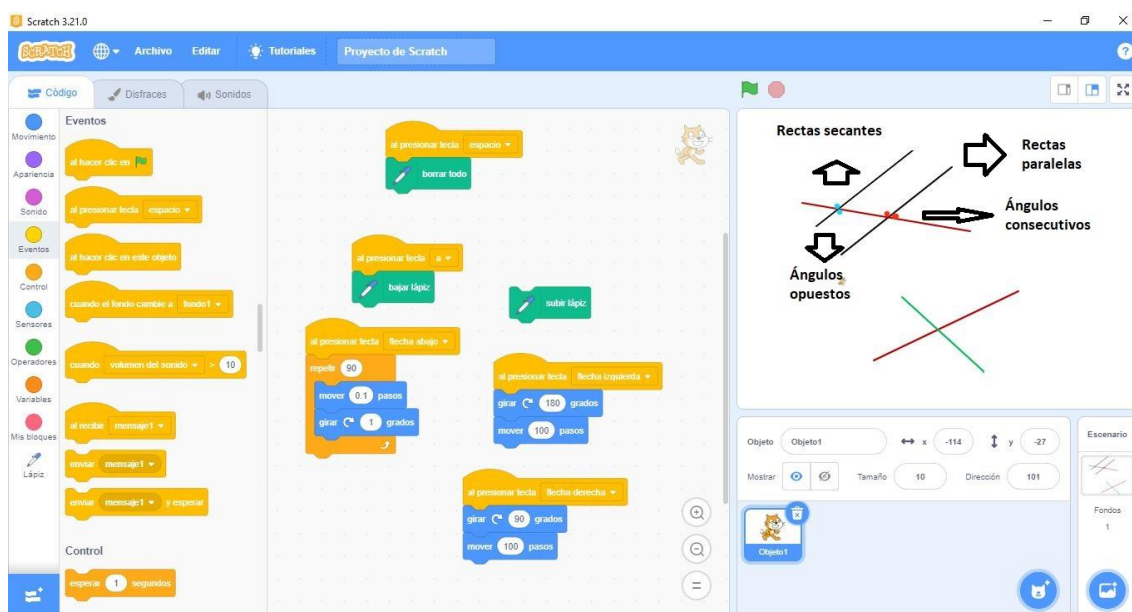 Scratch 3.21.0
SCRATCH
Archivo
Editar
Tutoriales
Proyecto de Scratch
?
Código
Disfraces
Sonidos
Movimiento
Apariencia
Sonido
Eventos
Control
Sensores
Operadores
Variables
Mis bloques
Lápiz
Eventos
al hacer clic en
al presionar tecla espacio
al hacer clic en este objeto
cuando el fondo cambie a fondo1
cuando volumen del sonido > 10
al recibir mensaje1
enviar mensaje1
enviar mensaje1 y esperar
Control
esperar 1 segundos
al presionar tecla espacio
borrar todo
al presionar tecla a
bajar lápiz
subir lápiz
al presionar tecla flecha abajo
repetir 90
mover 0.1 pasos
girar 1 grados
al presionar tecla flecha izquierda
girar 180 grados
mover 100 pasos
al presionar tecla flecha derecha
girar 90 grados
mover 100 pasos
Rectas secantes
Rectas
paralelas
Ángulos
consecutivos
Ángulos
opuestos
Objeto Objeto1 x -114 y -27
Mostrar Tamaño 10 Dirección 101
Objeto1
Escenario
Fondos
1